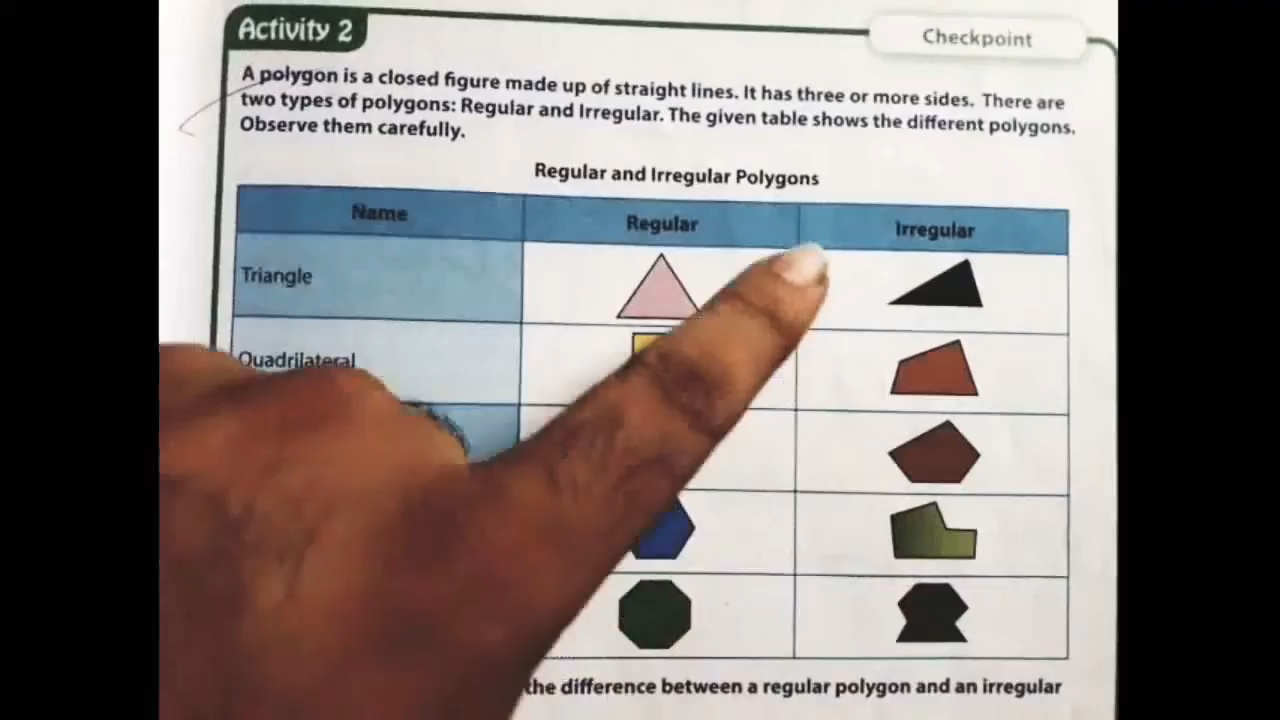 Activity 2
Checkpoint
A polygon is a closed figure made up of straight lines. It has three or more sides. There are
two types of polygons: Regular and Irregular. The given table shows the different polygons.
Observe them carefully.
Regular and Irregular Polygons
Name Regular Irregular
Triangle
Quadrilateral
the difference between a regular polygon and an irregular